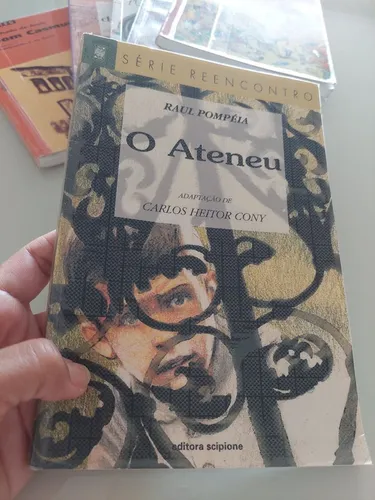 SÉRIE REENCONTRO
RAUL POMPÉIA
O Ateneu
ADAPTAÇÃO DE
CARLOS HEITOR CONY
editora scipione